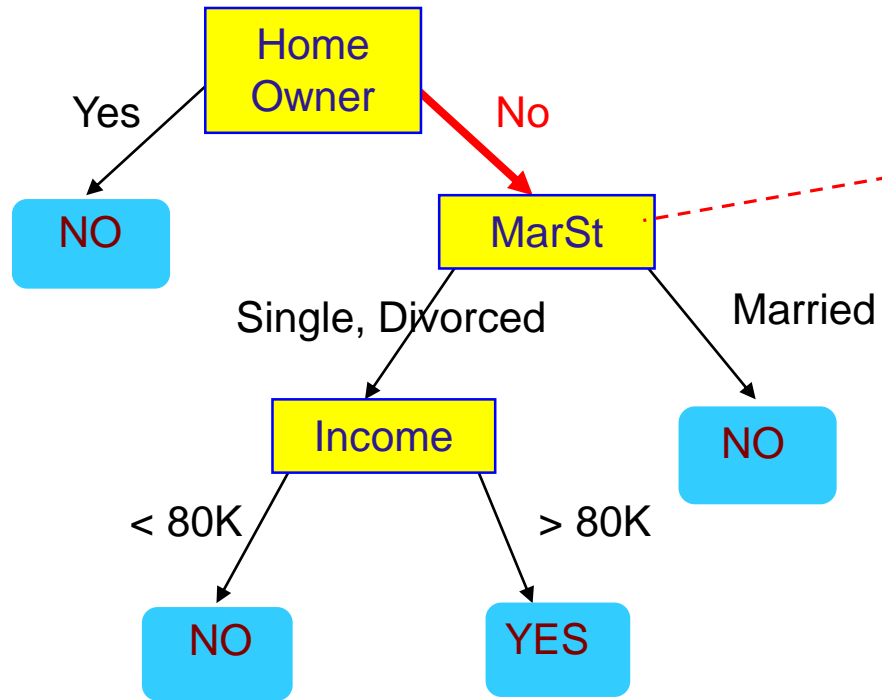 Home
Owner
Yes
No
NO
MarSt
Single, Divorced
Married
Income
NO
< 80K
> 80K
NO
YES